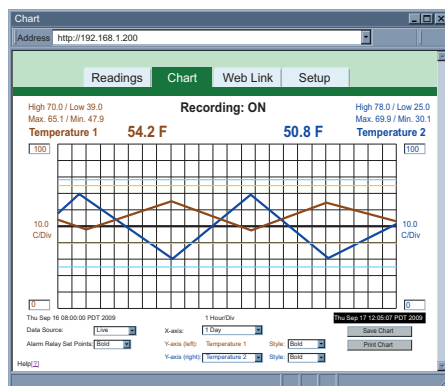 Chart
Address http://192.168.1.200
Readings Chart Web Link Setup
High 70.0 / Low 39.0 Recording: ON High 78.0 / Low 25.0
Max. 65.1 / Min. 47.9 Max. 69.9 / Min. 30.1
Temperature 1 54.2 F 50.8 F Temperature 2
100 100
10.0 10.0
C/Div C/Div
0 0
Thu Sep 16 08:00:00 PDT 2009 1 Hour/Div Thu Sep 17 12:05:07 PDT 2009
Data Source: Live X-axis: 1 Day Save Chart
Alarm Relay Sat Points: Bold Y-axis (left): Temperature 1 Style: Bold Print Chart
Y-axis (right): Temperature 2 Style: Bold
Help[?]